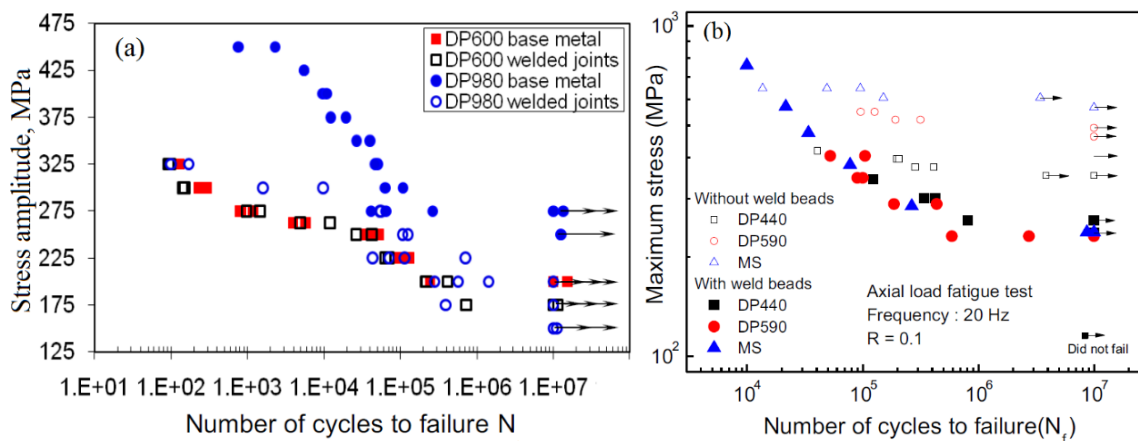 (a)
Stress amplitude, MPa
475
425
375
325
275
225
175
125
DP600 base metal
DP600 welded joints
DP980 base metal
DP980 welded joints
1.E+01 1.E+02 1.E+03 1.E+04 1.E+05 1.E+06 1.E+07
Number of cycles to failure N
(b)
Maximum stress (MPa)
10³
10²
Without weld beads
DP440
DP590
MS
With weld beads
DP440
DP590
MS
Axial load fatigue test
Frequency : 20 Hz
R = 0.1
Did not fail
10⁴ 10⁵ 10⁶ 10⁷
Number of cycles to failure(N_f)